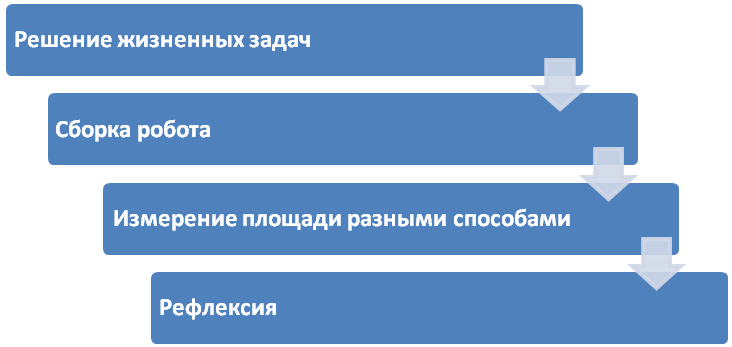 Решение жизненных задач
Сборка робота
Измерение площади разными способами
Рефлексия